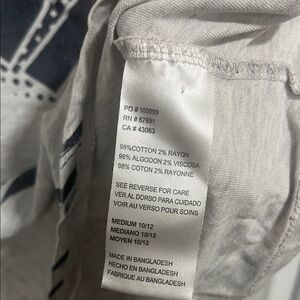 PO # 103699
RN # 67891
CA # 43063
98%COTTON 2% RAYON
98% ALGODON 2% VISCOSA
98% COTON 2% RAYONNE
SEE REVERSE FOR CARE
VER AL DORSO PARA CUIDADO
VOIR AU VERSO POUR SOINS
MEDIUM 10/12
MEDIANO 10/12
MOYEN 10/12
MADE IN BANGLADESH
HECHO EN BANGLADESH
FABRIQUE AU BANGLADESH